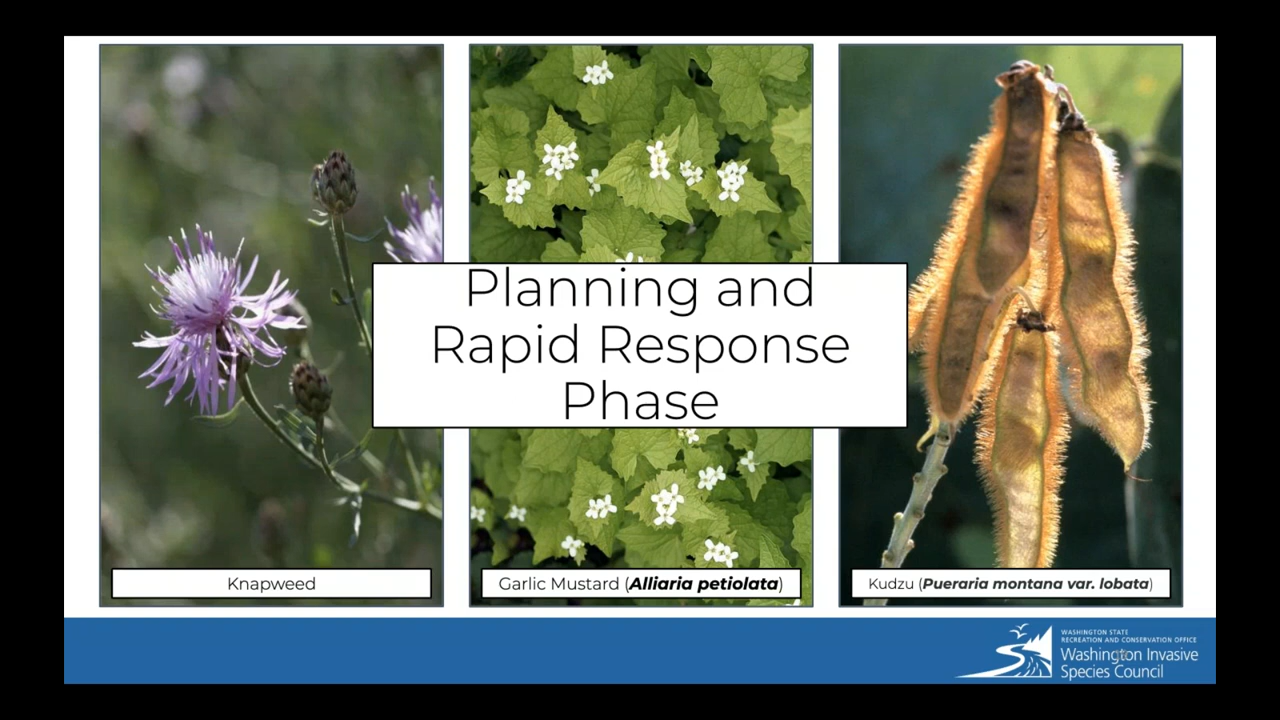 Planning and
Rapid Response
Phase
Knapweed
Garlic Mustard (Alliaria petiolata)
Kudzu (Pueraria montana var. lobata)
WASHINGTON STATE
RECREATION AND CONSERVATION OFFICE
Washington Invasive
Species Council